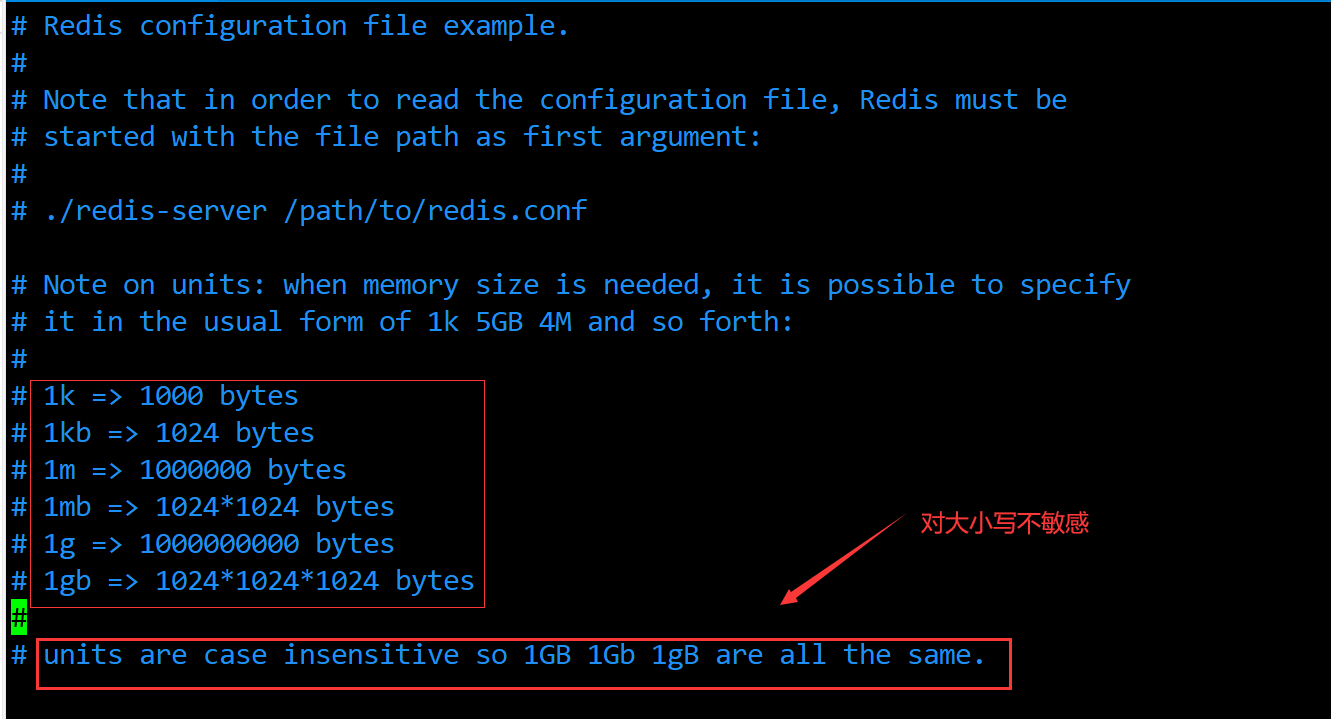 # Redis configuration file example.
#
# Note that in order to read the configuration file, Redis must be
# started with the file path as first argument:
#
# ./redis-server /path/to/redis.conf
# Note on units: when memory size is needed, it is possible to specify
# it in the usual form of 1k 5GB 4M and so forth:
#
# 1k => 1000 bytes
# 1kb => 1024 bytes
# 1m => 1000000 bytes
# 1mb => 1024*1024 bytes
# 1g => 1000000000 bytes
# 1gb => 1024*1024*1024 bytes
对大小写不敏感
#
# units are case insensitive so 1GB 1Gb 1gB are all the same.